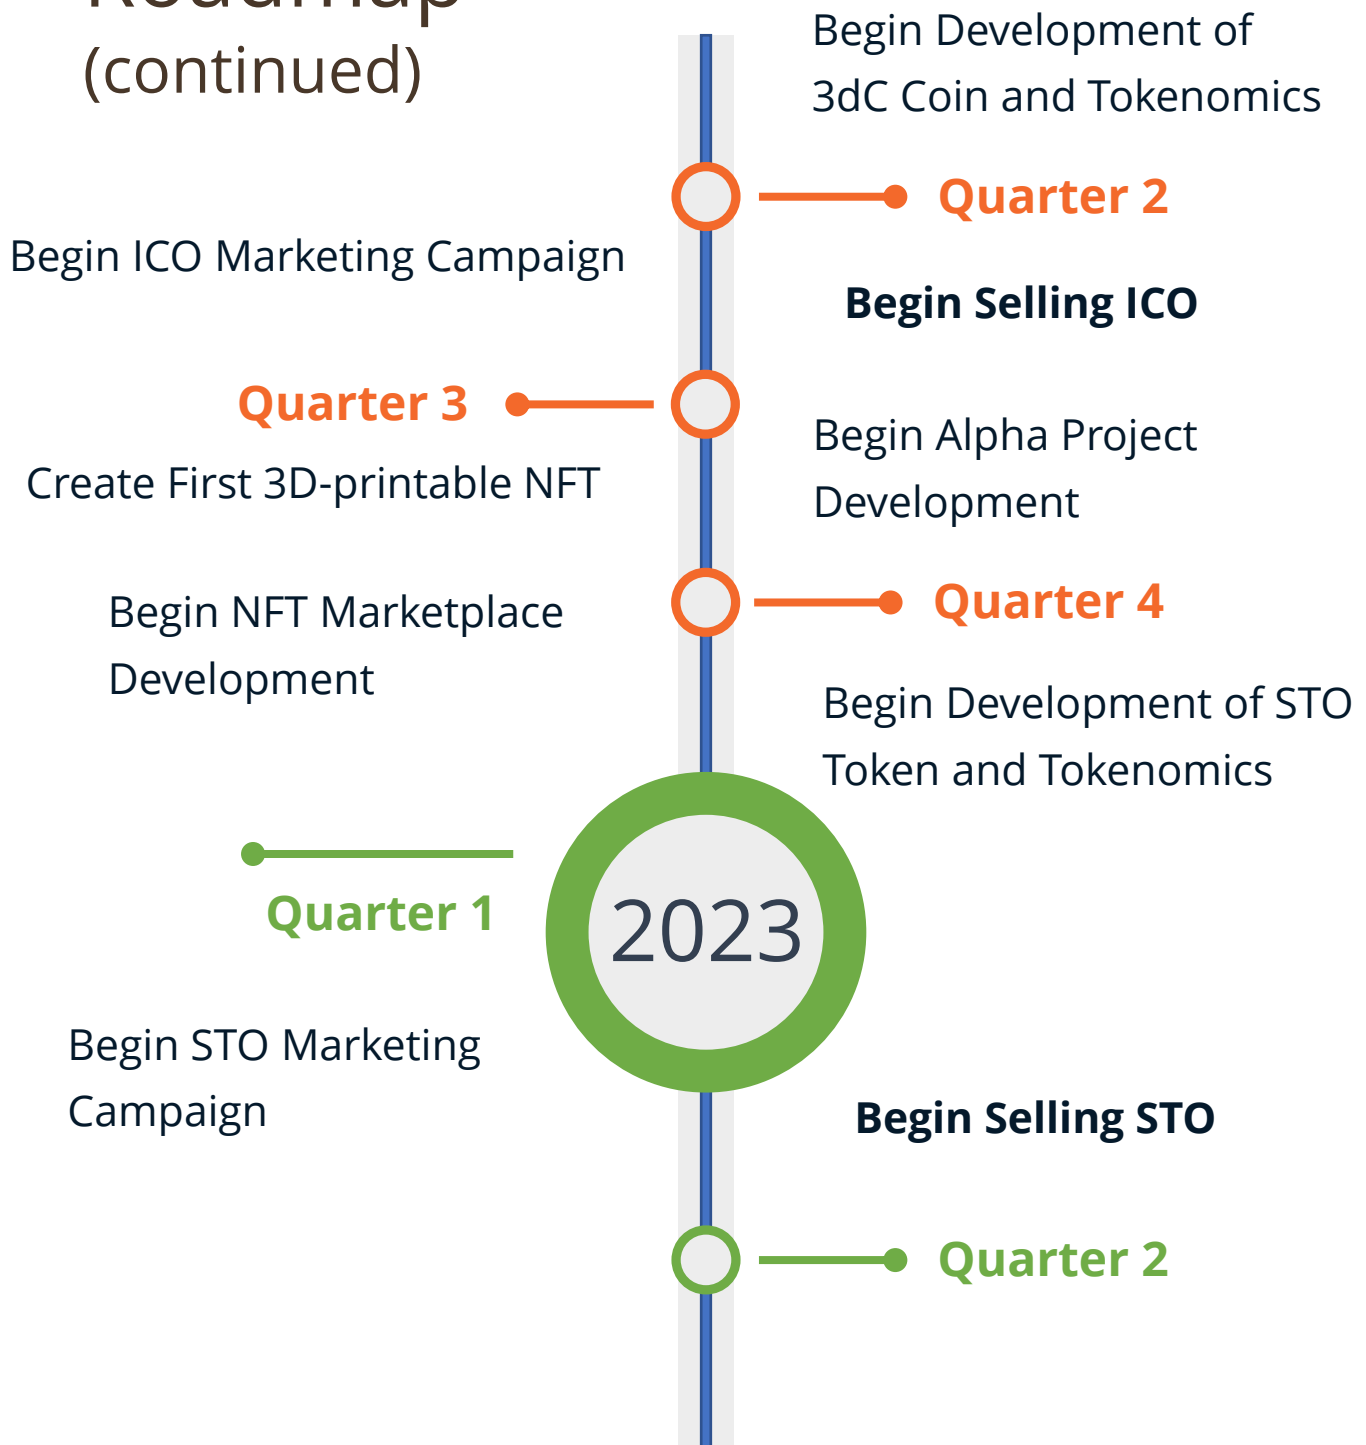 Roadmap
(continued)
Begin Development of
3dC Coin and Tokenomics
Quarter 2
Begin ICO Marketing Campaign
Begin Selling ICO
Quarter 3
Begin Alpha Project
Development
Create First 3D-printable NFT
Quarter 4
Begin NFT Marketplace
Development
Begin Development of STO
Token and Tokenomics
2023
Quarter 1
Begin STO Marketing
Campaign
Begin Selling STO
Quarter 2